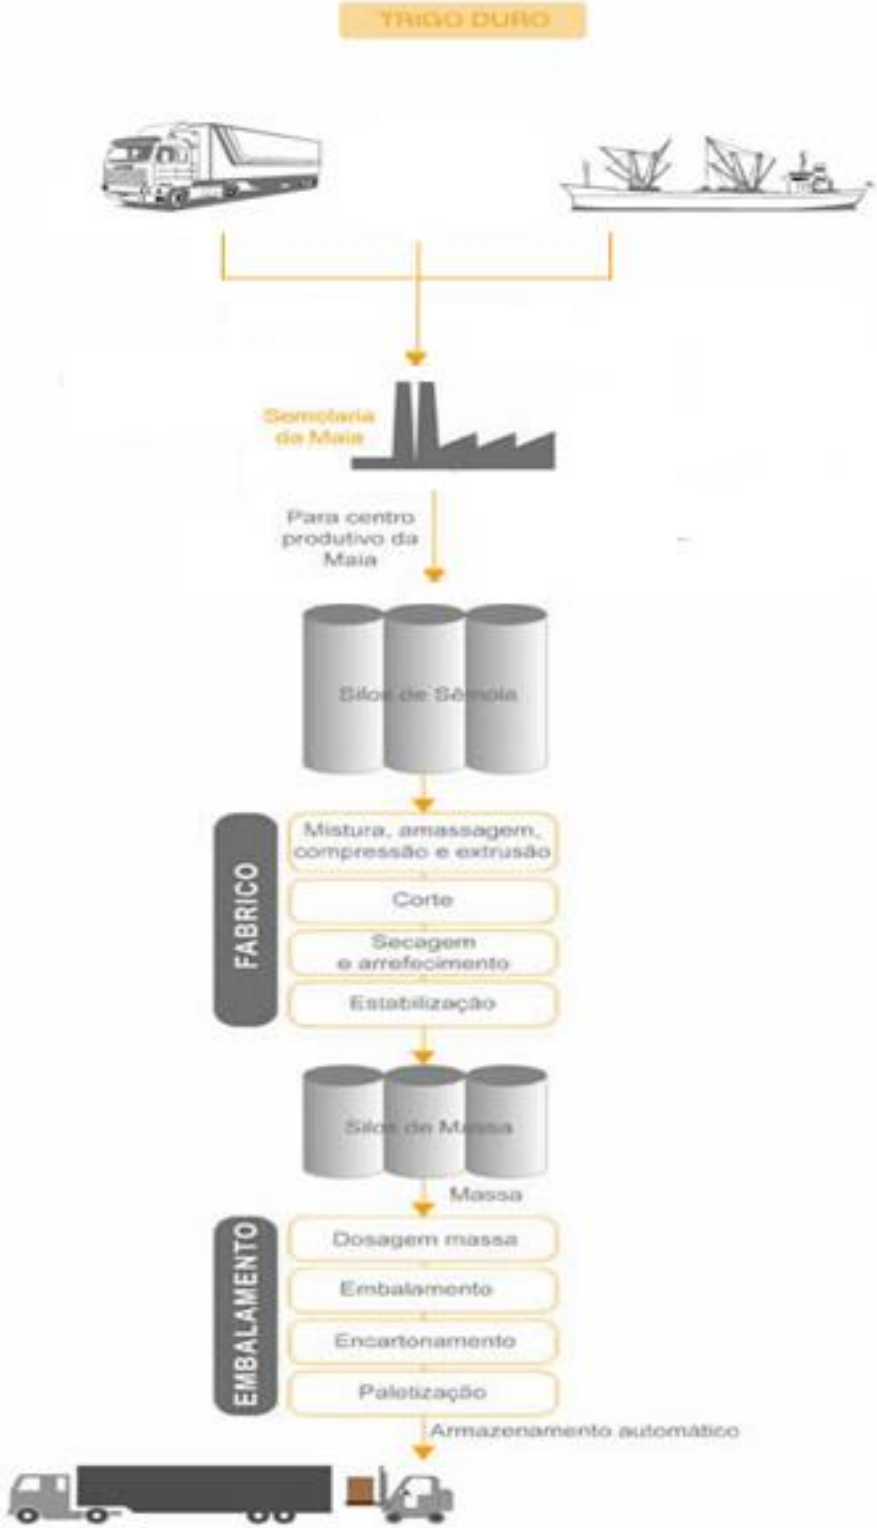 TRIGO DURO
Semolaria
da Maia
Para centro
produtivo da
Maia
Silos de Sêmola
FABRICO
Mistura, amassagem,
compressão e extrusão
Corte
Secagem
e arrefecimento
Estabilização
Silos de Massa
Massa
EMBALAMENTO
Dosagem massa
Embalamento
Encartonamento
Paletização
Armazenamento automático